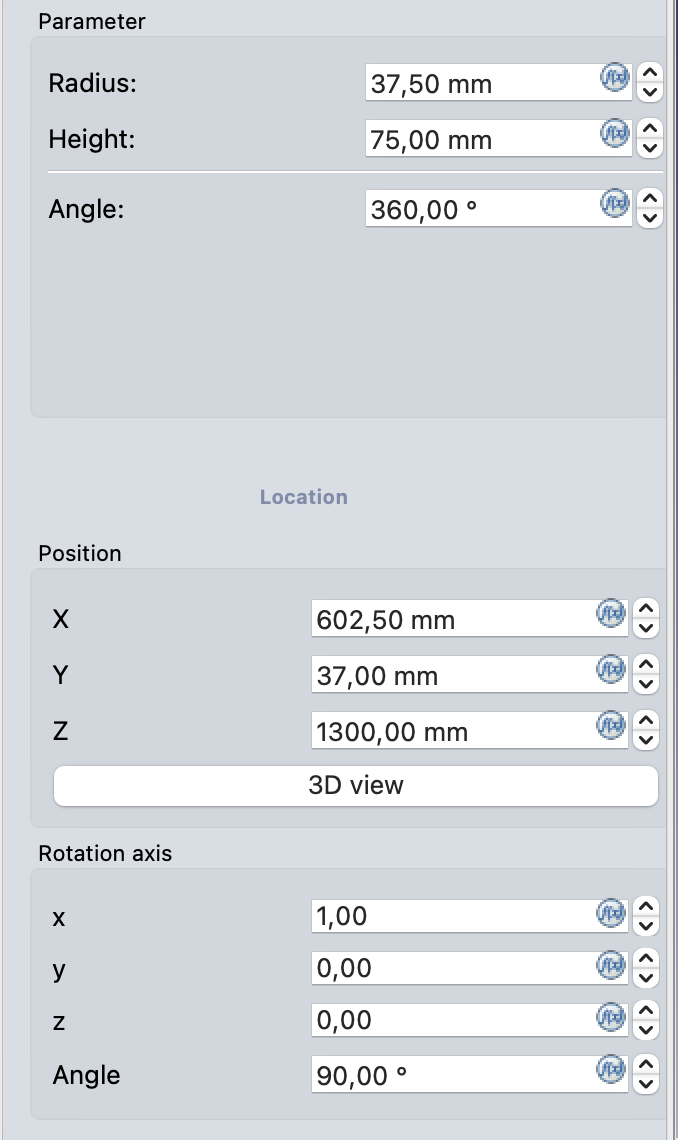 Parameter
Radius: 37,50 mm
Height: 75,00 mm
Angle: 360,00 °
Location
Position
X 602,50 mm
Y 37,00 mm
Z 1300,00 mm
3D view
Rotation axis
x 1,00
y 0,00
z 0,00
Angle 90,00 °